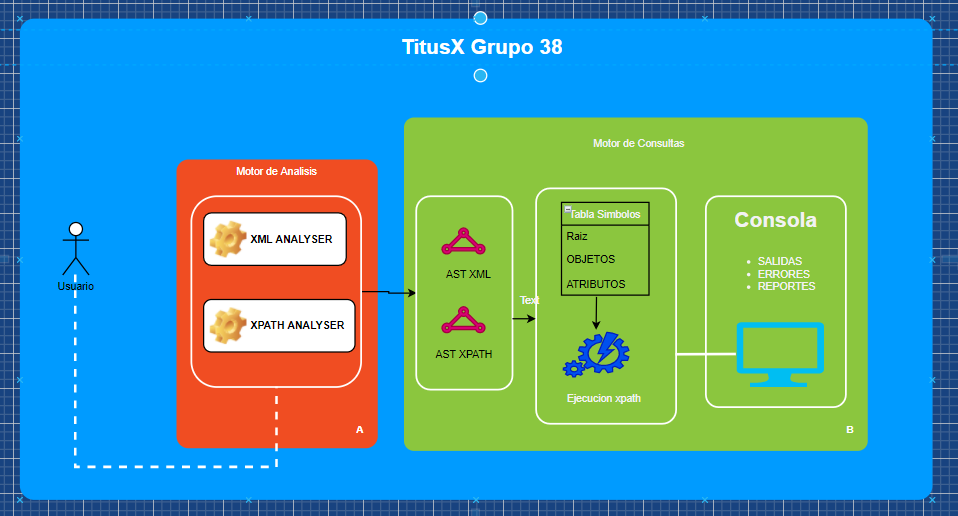 TitusX Grupo 38
Motor de Analisis
XML ANALYSER
XPATH ANALYSER
A
Usuario
Motor de Consultas
AST XML
AST XPATH
Text
Tabla Simbolos
Raiz
OBJETOS
ATRIBUTOS
Ejecucion xpath
Consola
SALIDAS
ERRORES
REPORTES
B